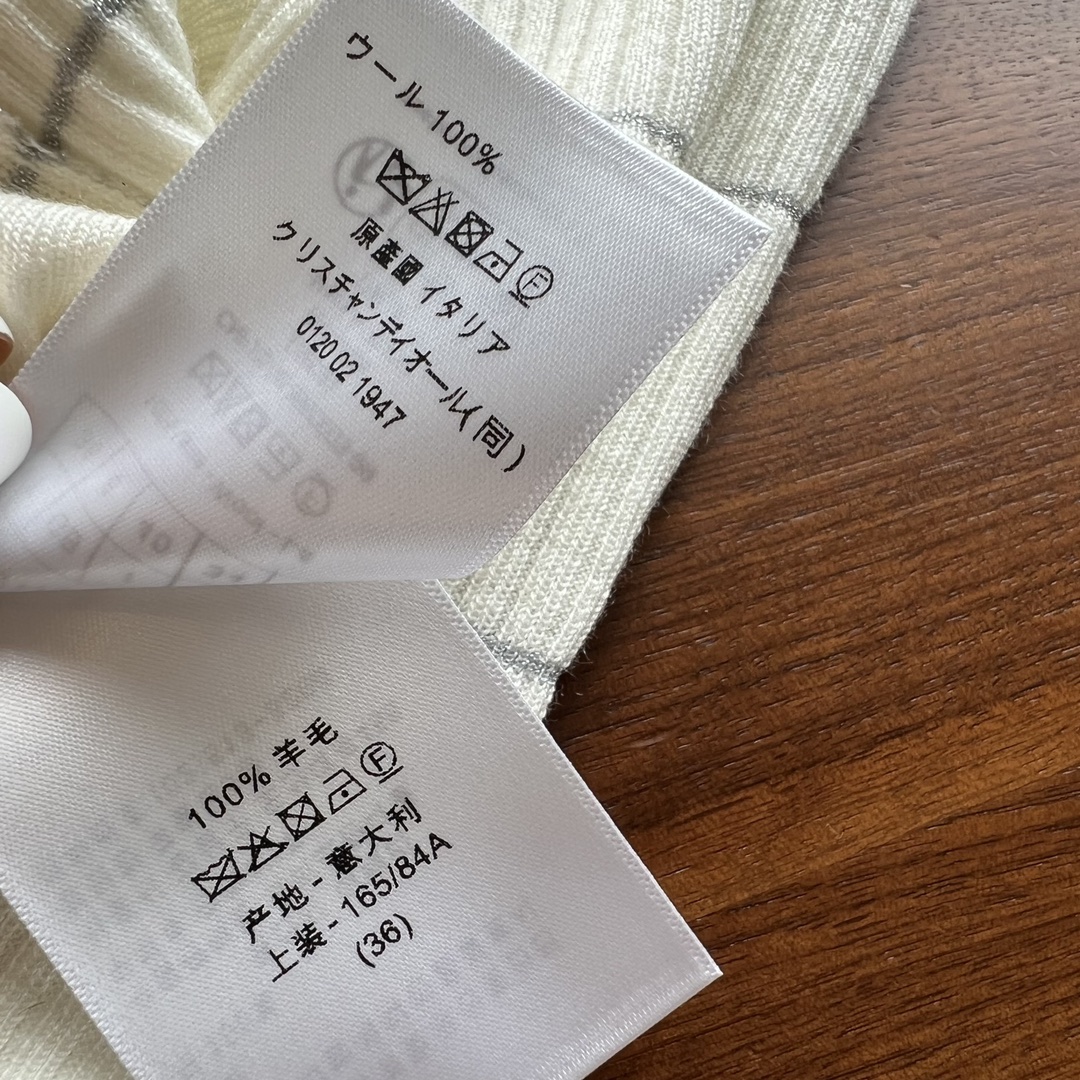 ウール 100%
原産國 イタリア
クリスチャンディオール(同)
0120 02 1947
100% 羊毛
产地 - 意大利
上装 - 165/84A
(36)